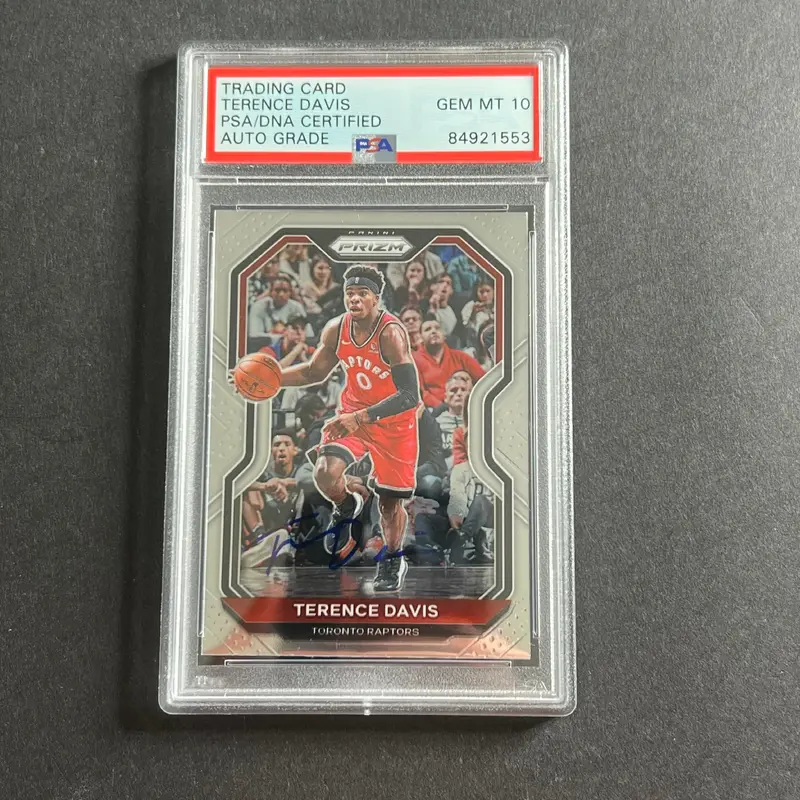 TRADING CARD
TERENCE DAVIS
PSA/DNA CERTIFIED
AUTO GRADE
GEM MT 10
84921553
PSA
PANINI
PRIZM
RAPTORS
0
TERENCE DAVIS
TORONTO RAPTORS